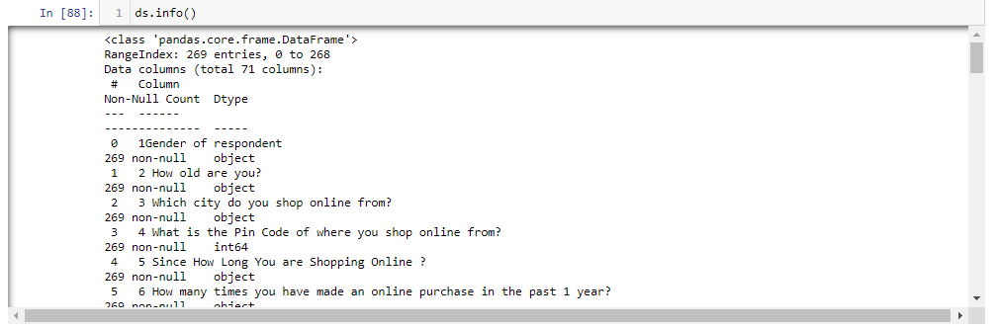 In [88]: 1 ds.info()
<class 'pandas.core.frame.DataFrame'>
RangeIndex: 269 entries, 0 to 268
Data columns (total 71 columns):
# Column
Non-Null Count Dtype
--- ------
-------------- -----
0 1Gender of respondent
269 non-null object
1 2 How old are you?
269 non-null object
2 3 Which city do you shop online from?
269 non-null object
3 4 What is the Pin Code of where you shop online from?
269 non-null int64
4 5 Since How Long You are Shopping Online ?
269 non-null object
5 6 How many times you have made an online purchase in the past 1 year?
269 non-null object